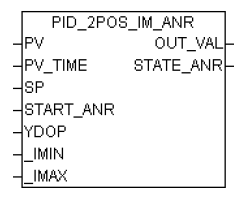 PID_2POS_IM_ANR
PV OUT_VAL
PV_TIME STATE_ANR
SP
START_ANR
YDOP
_IMIN
_IMAX